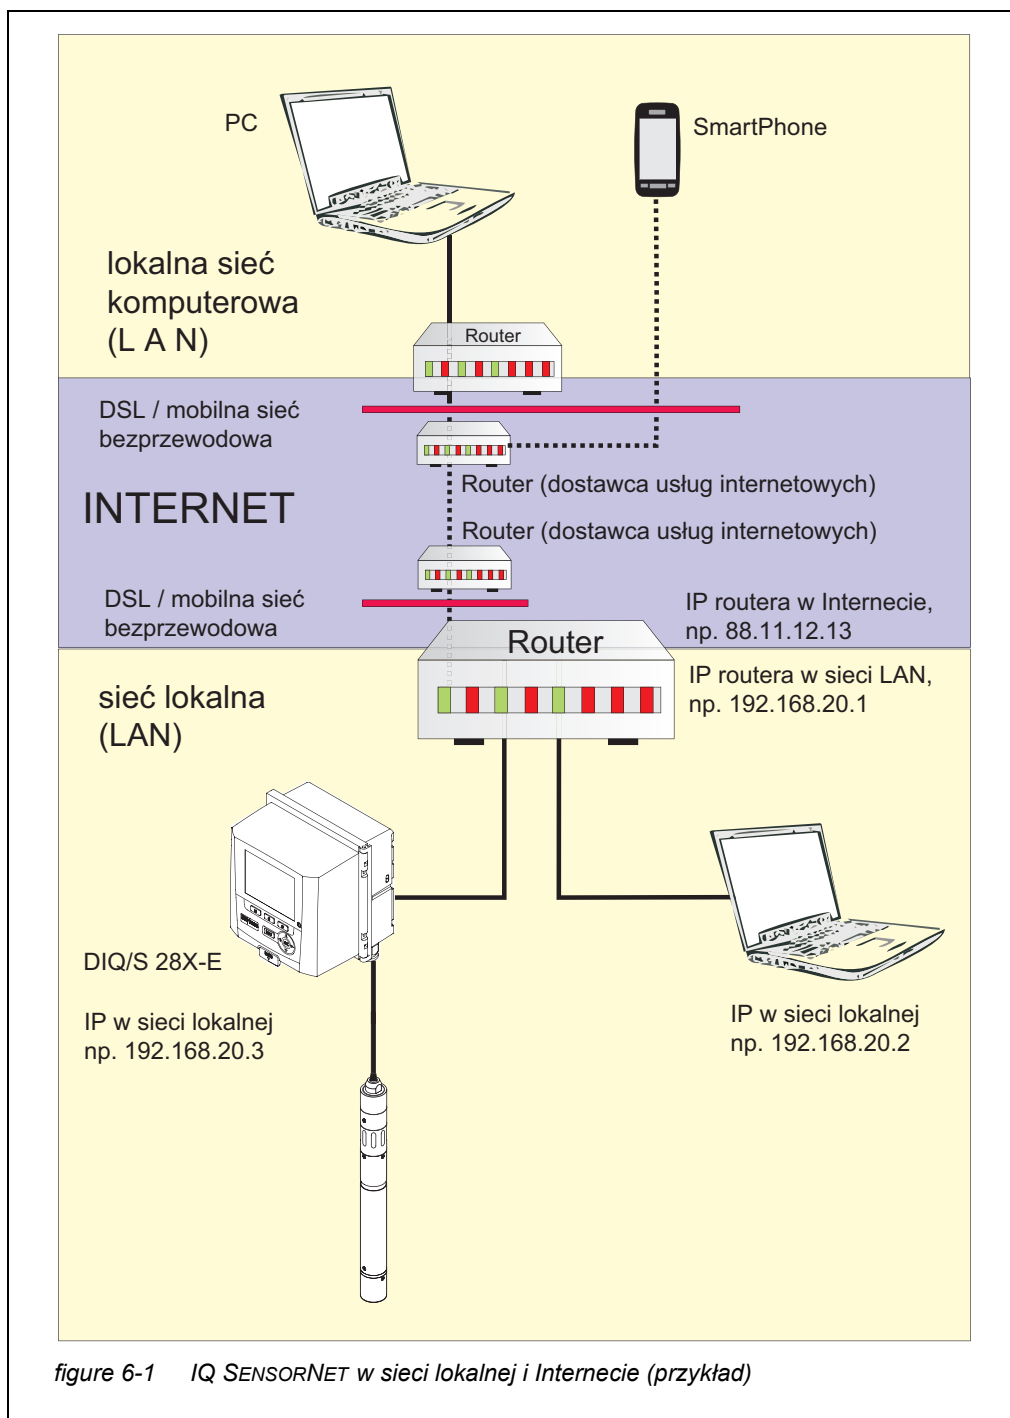 PC
SmartPhone
lokalna sieć
komputerowa
(L A N)
Router
DSL / mobilna sieć
bezprzewodowa
Router (dostawca usług internetowych)
INTERNET
Router (dostawca usług internetowych)
DSL / mobilna sieć
bezprzewodowa
IP routera w Internecie,
np. 88.11.12.13
Router
IP routera w sieci LAN,
np. 192.168.20.1
sieć lokalna
(LAN)
DIQ/S 28X-E
IP w sieci lokalnej
np. 192.168.20.3
IP w sieci lokalnej
np. 192.168.20.2
figure 6-1 IQ SENSORNET w sieci lokalnej i Internecie (przykład)